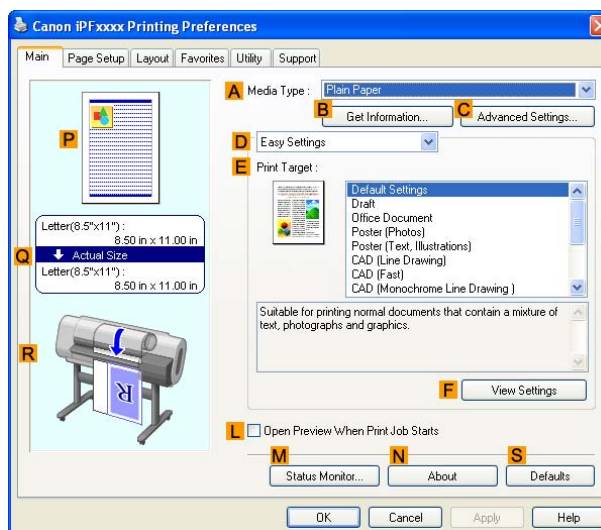 Canon iPFxxxx Printing Preferences
Main Page Setup Layout Favorites Utility Support
A Media Type : Plain Paper
B Get Information... C Advanced Settings...
D Easy Settings
E Print Target :
Default Settings
Draft
Office Document
Poster (Photos)
Poster (Text, Illustrations)
CAD (Line Drawing)
CAD (Fast)
CAD (Monochrome Line Drawing )
Suitable for printing normal documents that contain a mixture of
text, photographs and graphics.
F View Settings
P
Letter(8.5"x11") :
8.50 in x 11.00 in
Q Actual Size
Letter(8.5"x11") :
8.50 in x 11.00 in
R
R
L Open Preview When Print Job Starts
M Status Monitor... N About S Defaults
OK Cancel Apply Help